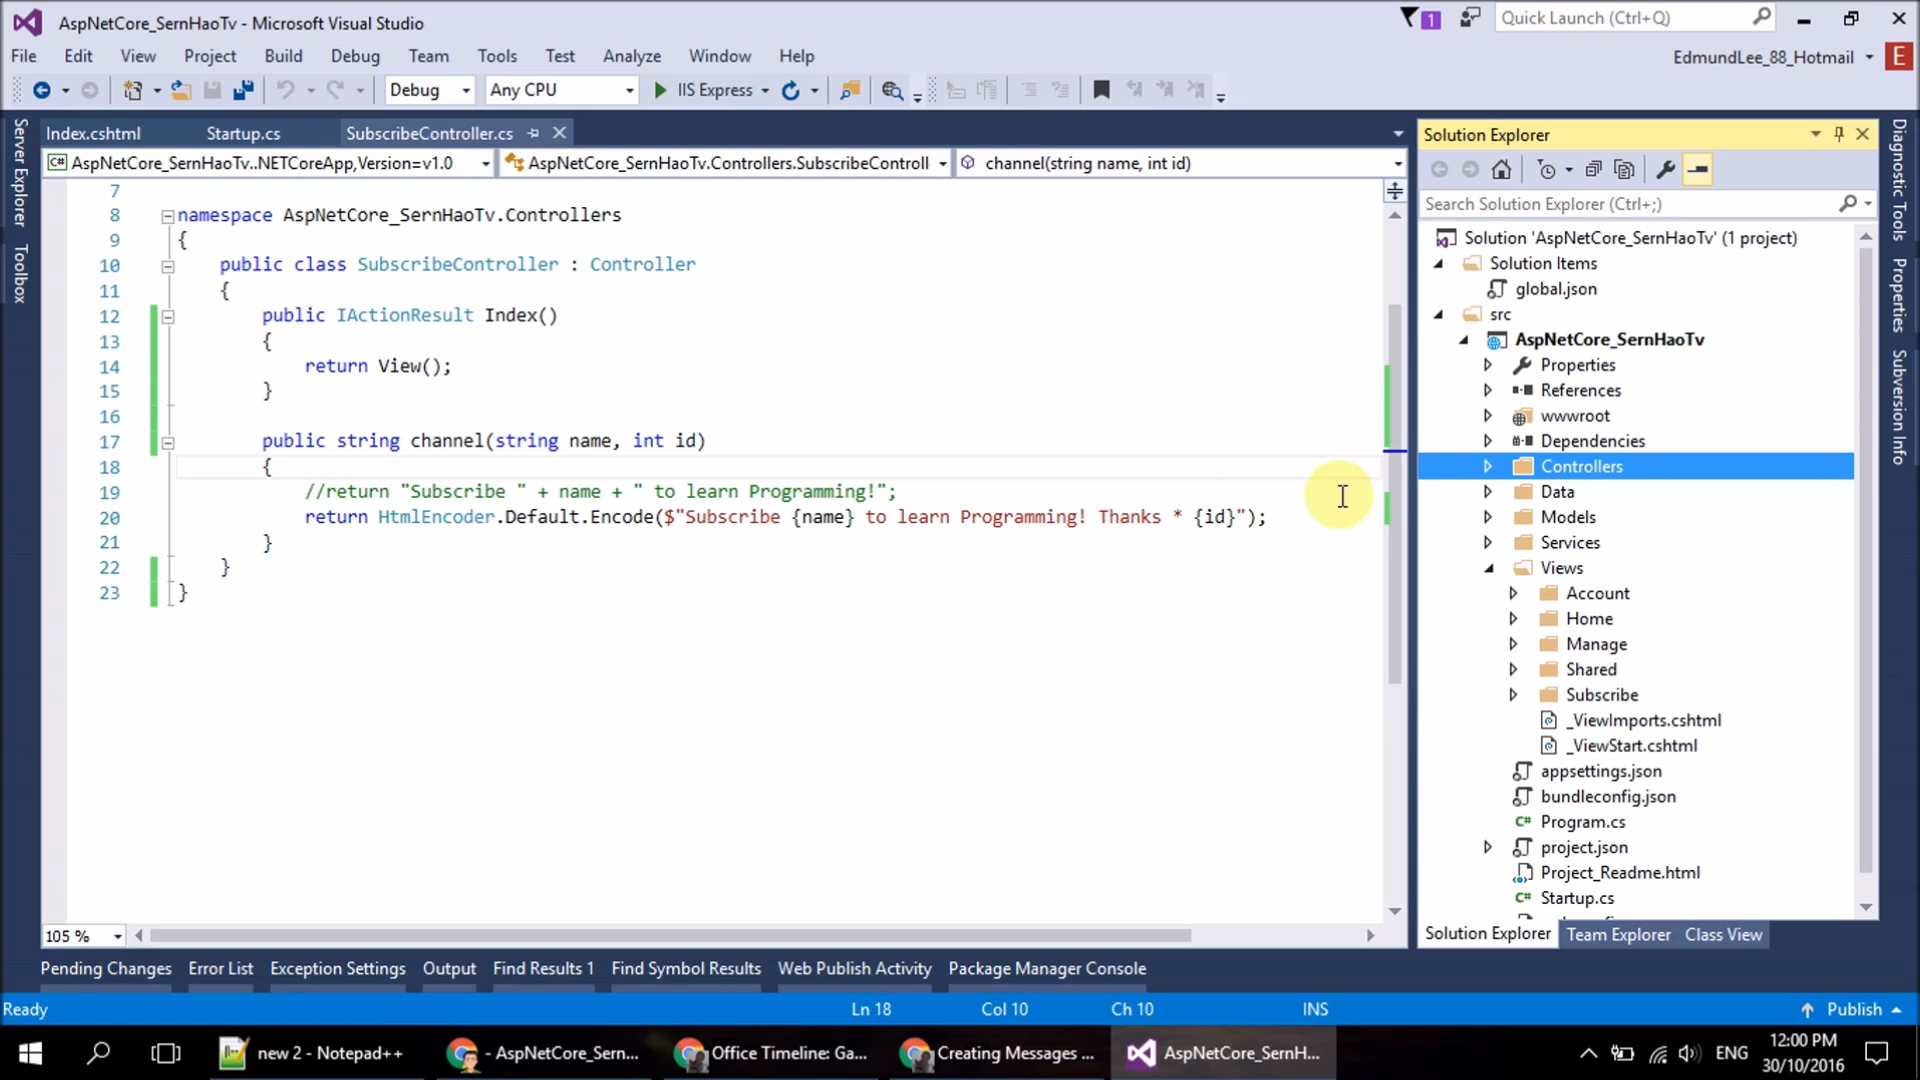 AspNetCore_SernHaoTv - Microsoft Visual Studio
1
Quick Launch (Ctrl+Q)
File Edit View Project Build Debug Team Tools Test Analyze Window Help
EdmundLee_88_Hotmail E
Debug Any CPU IIS Express
Server Explorer
Toolbox
Index.cshtml Startup.cs SubscribeController.cs
AspNetCore_SernHaoTv..NETCoreApp,Version=v1.0 AspNetCore_SernHaoTv.Controllers.SubscribeControll channel(string name, int id)
7
8 namespace AspNetCore_SernHaoTv.Controllers
9 {
10 public class SubscribeController : Controller
11 {
12 public IActionResult Index()
13 {
14 return View();
15 }
16
17 public string channel(string name, int id)
18 {
19 //return "Subscribe " + name + " to learn Programming!";
20 return HtmlEncoder.Default.Encode($"Subscribe {name} to learn Programming! Thanks * {id}");
21 }
22 }
23 }
105 %
Solution Explorer
Search Solution Explorer (Ctrl+;)
Solution 'AspNetCore_SernHaoTv' (1 project)
Solution Items
global.json
src
AspNetCore_SernHaoTv
Properties
References
wwwroot
Dependencies
Controllers
Data
Models
Services
Views
Account
Home
Manage
Shared
Subscribe
_ViewImports.cshtml
_ViewStart.cshtml
appsettings.json
bundleconfig.json
Program.cs
project.json
Project_Readme.html
Startup.cs
Solution Explorer Team Explorer Class View
Diagnostic Tools
Properties
Subversion Info
Pending Changes Error List Exception Settings Output Find Results 1 Find Symbol Results Web Publish Activity Package Manager Console
Ready Ln 18 Col 10 Ch 10 INS Publish
new 2 - Notepad++ - AspNetCore_Sern... Office Timeline: Ga... Creating Messages ... AspNetCore_SernH... ENG 12:00 PM
30/10/2016